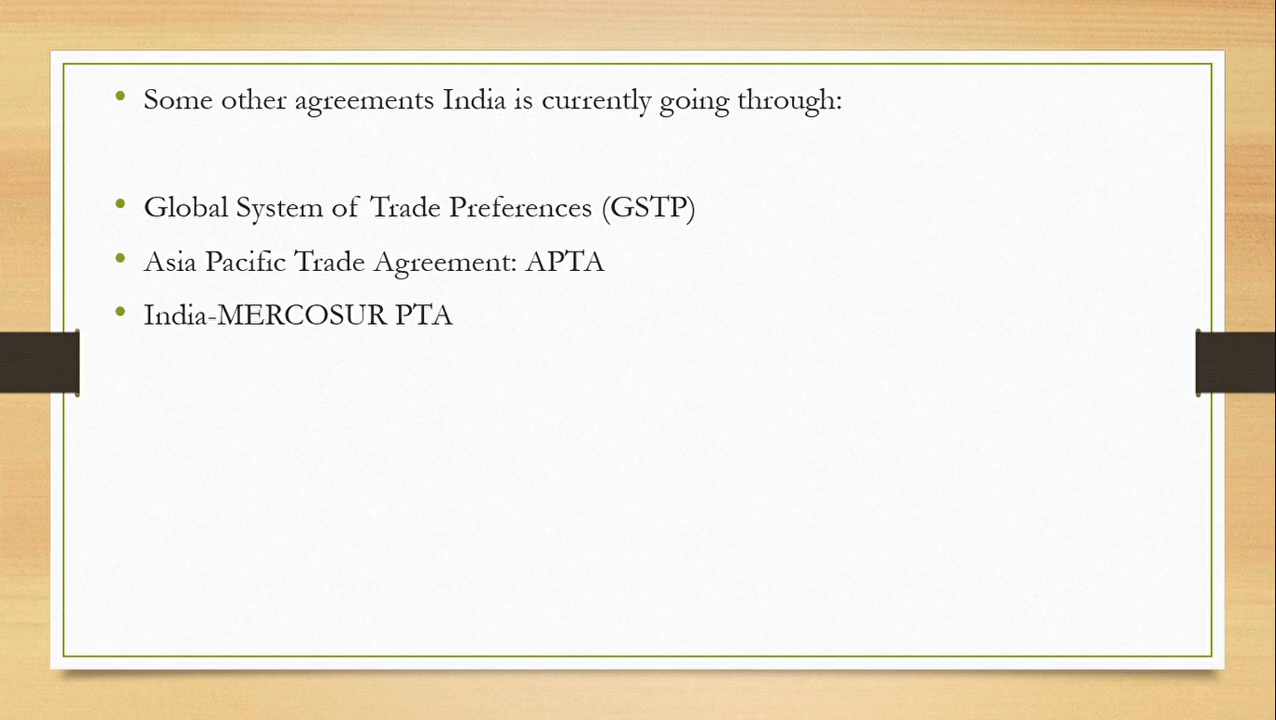 Some other agreements India is currently going through:
Global System of Trade Preferences (GSTP)
Asia Pacific Trade Agreement: APTA
India-MERCOSUR PTA